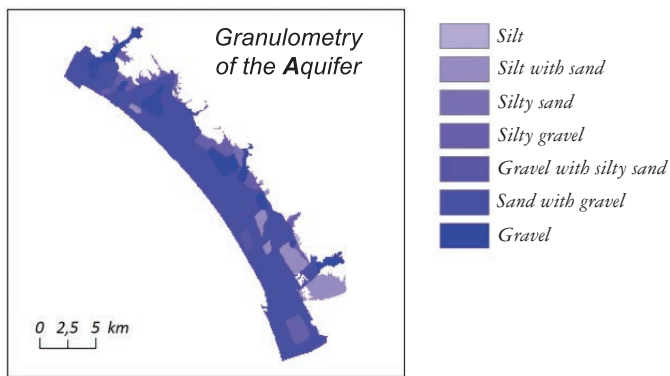 Granulometry
of the Aquifer
0 2,5 5 km
Silt
Silt with sand
Silty sand
Silty gravel
Gravel with silty sand
Sand with gravel
Gravel